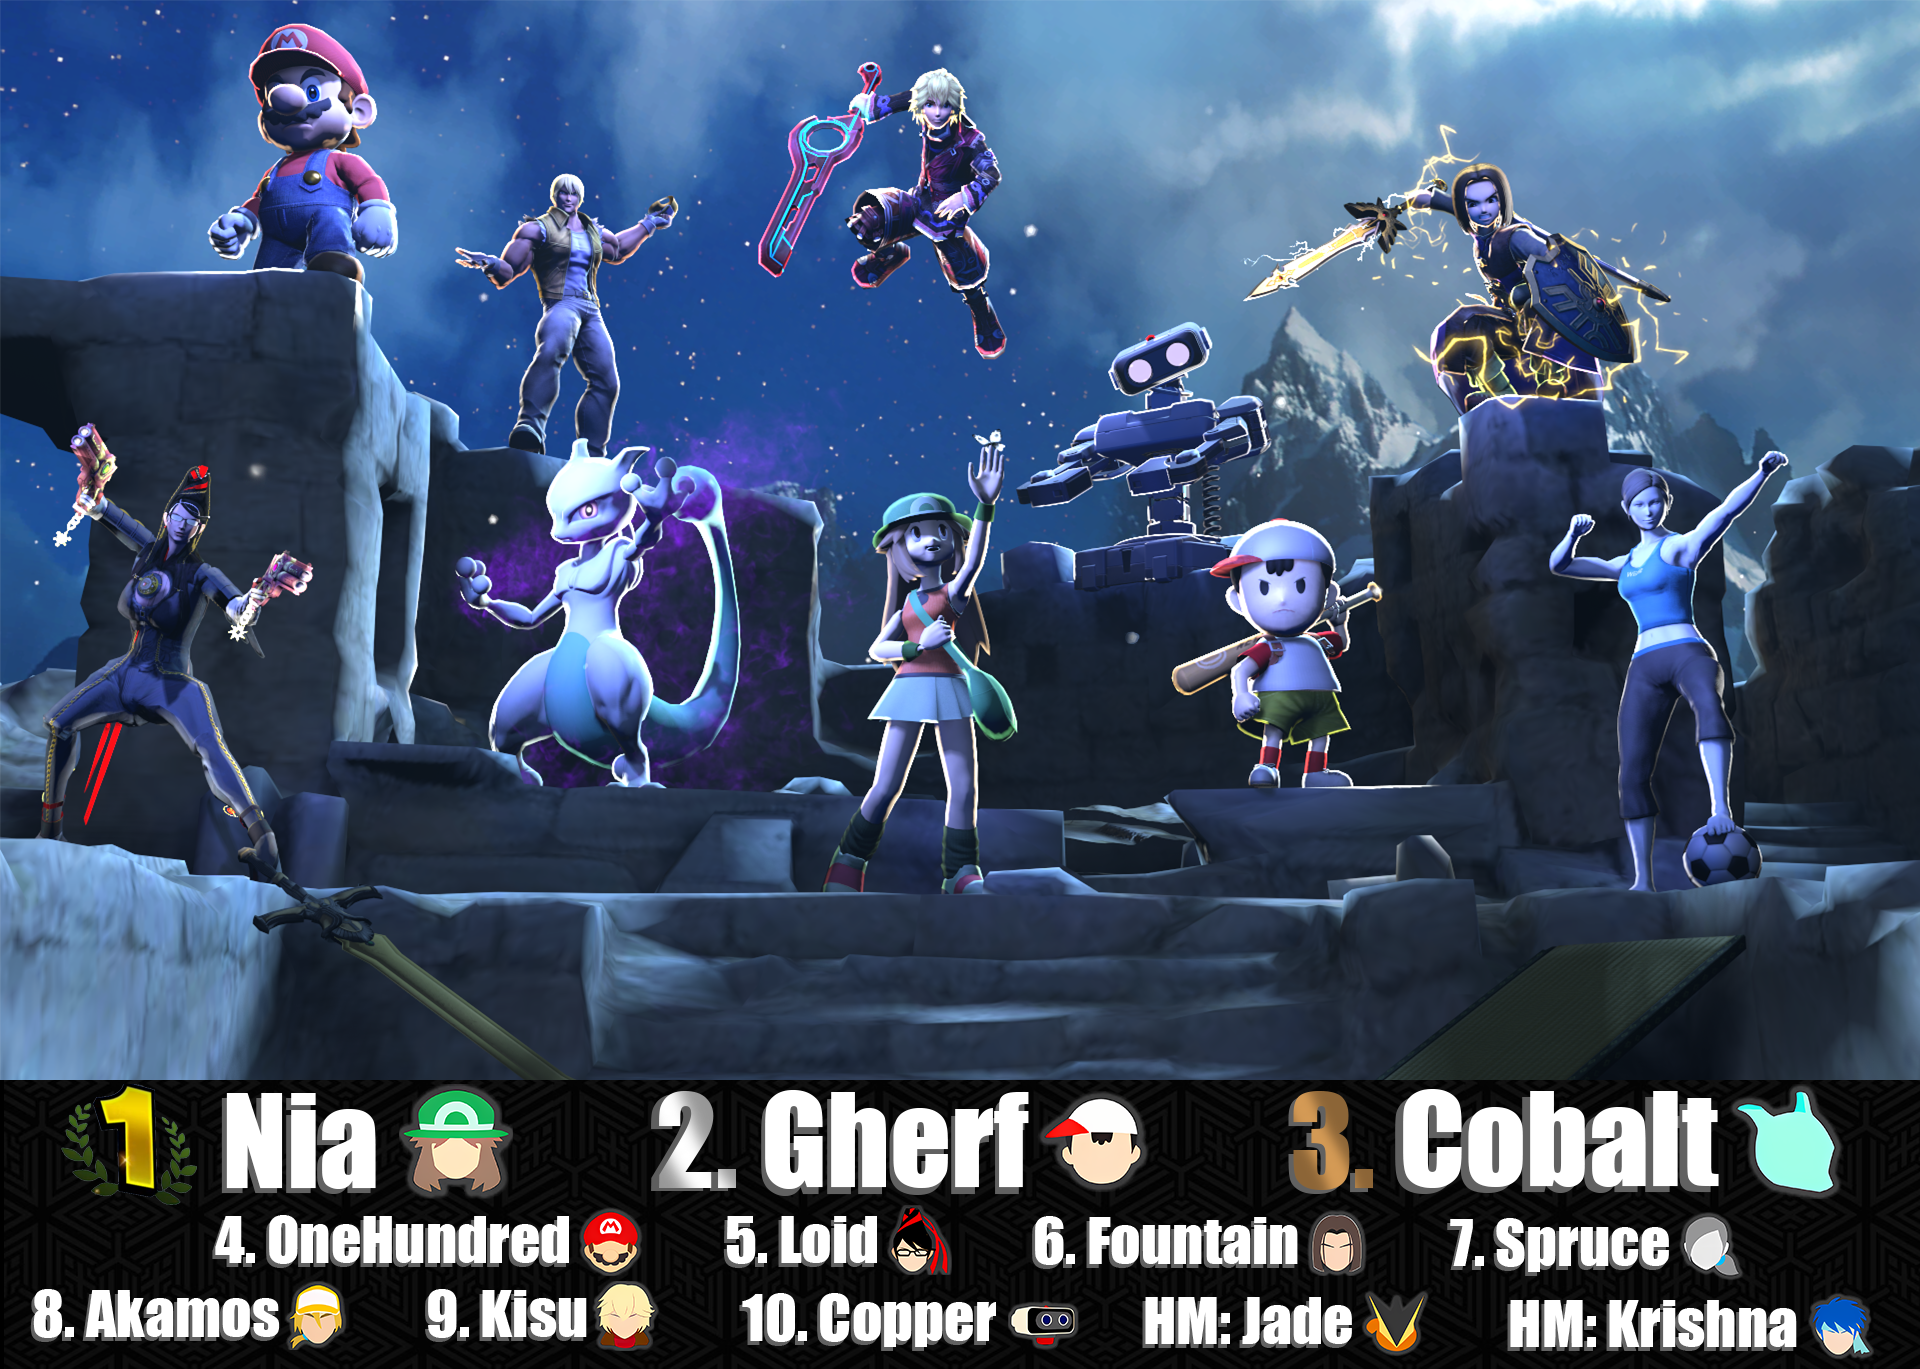 1 Nia 2. Gherf 3. Cobalt
4. OneHundred 5. Loid 6. Fountain 7. Spruce
8. Akamos 9. Kisu 10. Copper HM: Jade HM: Krishna